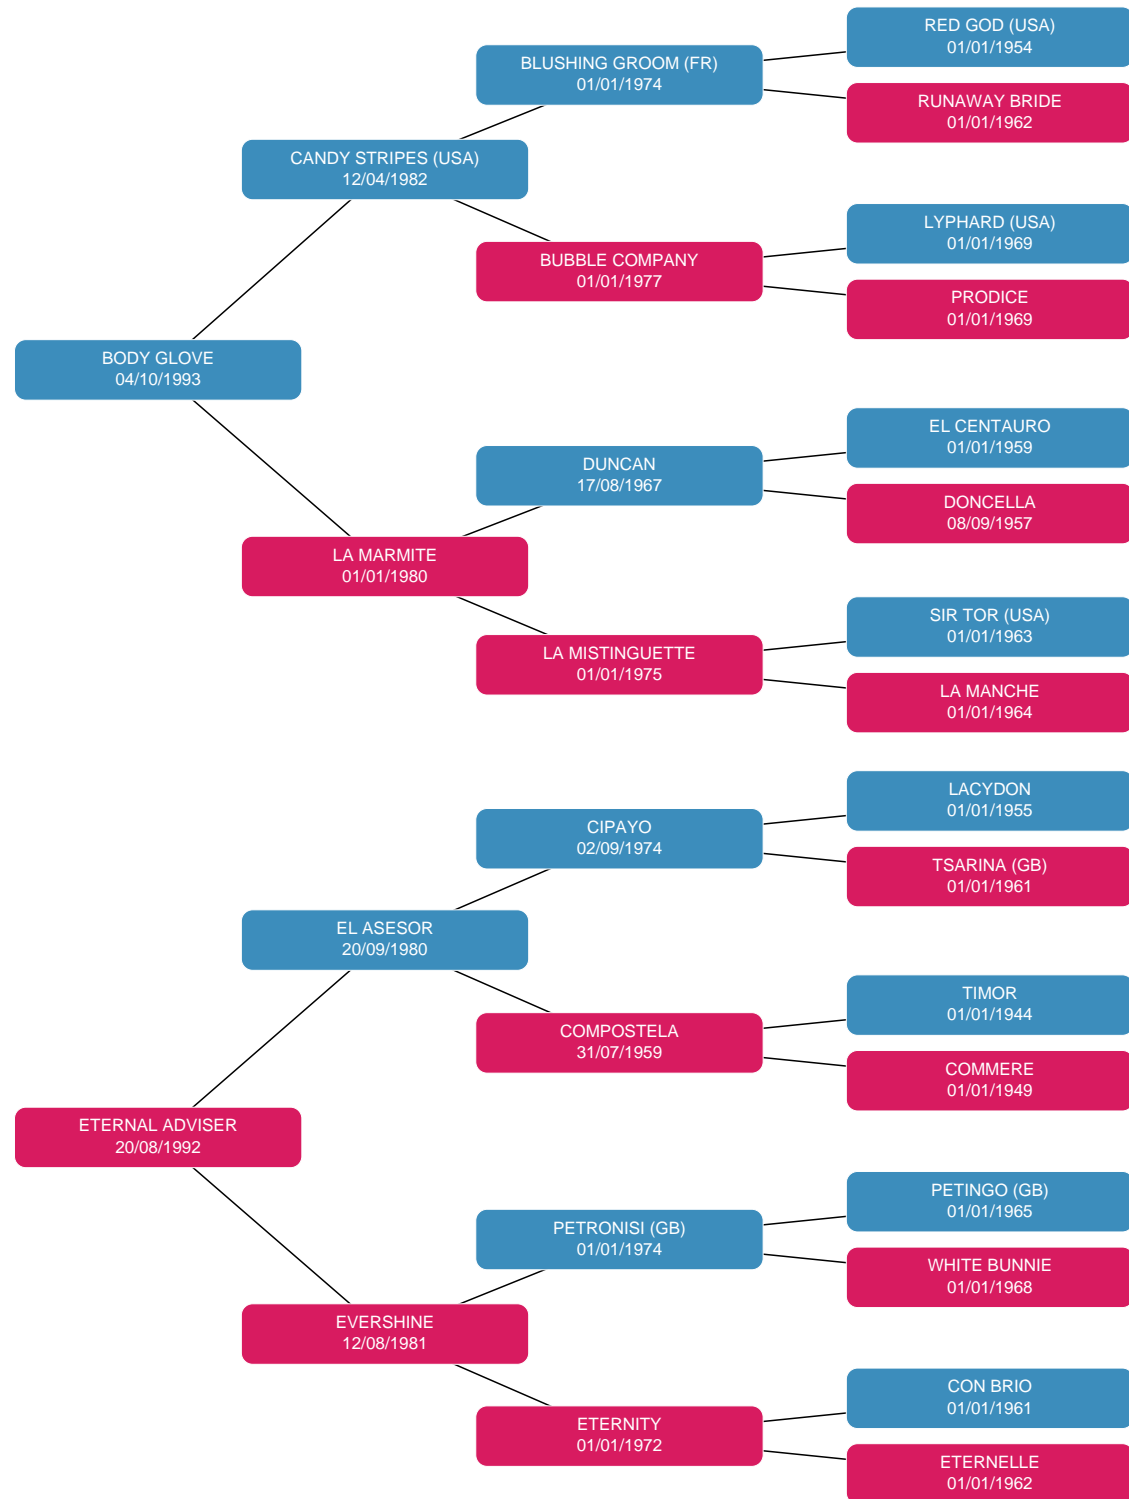 RED GOD (USA)
01/01/1954
BLUSHING GROOM (FR)
01/01/1974
RUNAWAY BRIDE
01/01/1962
CANDY STRIPES (USA)
12/04/1982
LYPHARD (USA)
01/01/1969
BUBBLE COMPANY
01/01/1977
PRODICE
01/01/1969
BODY GLOVE
04/10/1993
EL CENTAURO
01/01/1959
DUNCAN
17/08/1967
DONCELLA
08/09/1957
LA MARMITE
01/01/1980
SIR TOR (USA)
01/01/1963
LA MISTINGUETTE
01/01/1975
LA MANCHE
01/01/1964
LACYDON
01/01/1955
CIPAYO
02/09/1974
TSARINA (GB)
01/01/1961
EL ASESOR
20/09/1980
TIMOR
01/01/1944
COMPOSTELA
31/07/1959
COMMERE
01/01/1949
ETERNAL ADVISER
20/08/1992
PETINGO (GB)
01/01/1965
PETRONISI (GB)
01/01/1974
WHITE BUNNIE
01/01/1968
EVERSHINE
12/08/1981
CON BRIO
01/01/1961
ETERNITY
01/01/1972
ETERNELLE
01/01/1962